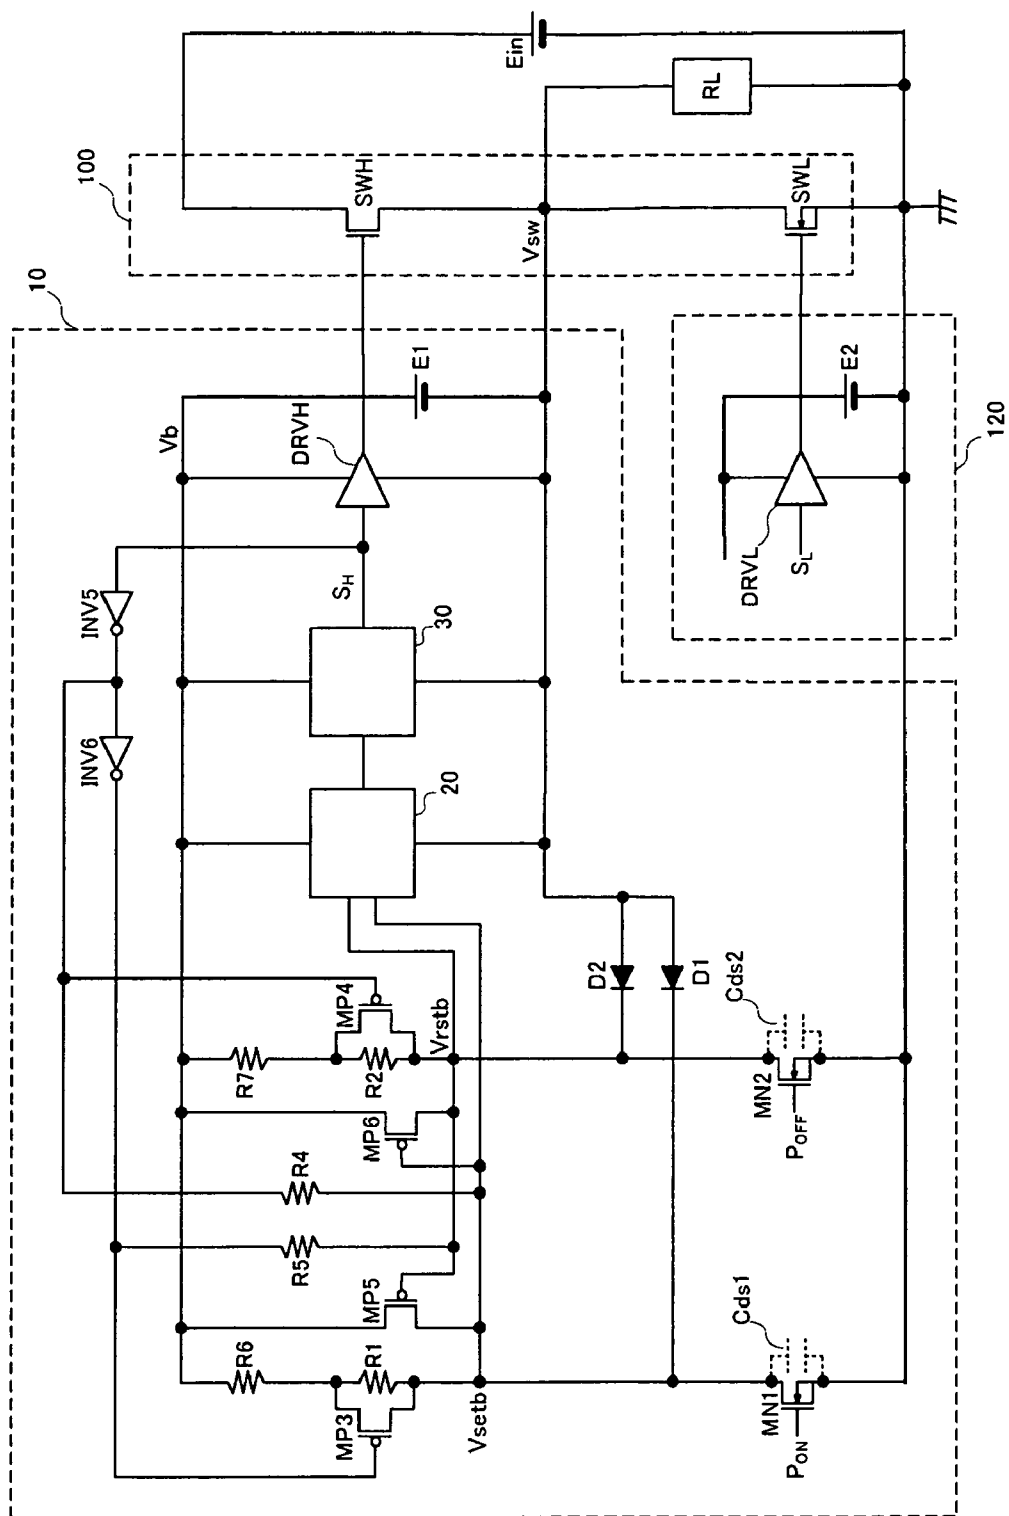 10
100
Ein
RL
SWH
Vsw
SWL
Vb
E1
DRVH
INV5
SH
30
E2
DRVL
SL
120
INV6
20
MP4
Vrstb
R7
R2
D2
D1
Cds2
MN2
POFF
MP6
R4
R5
MP5
R6
R1
MP3
Vsetb
Cds1
MN1
PON